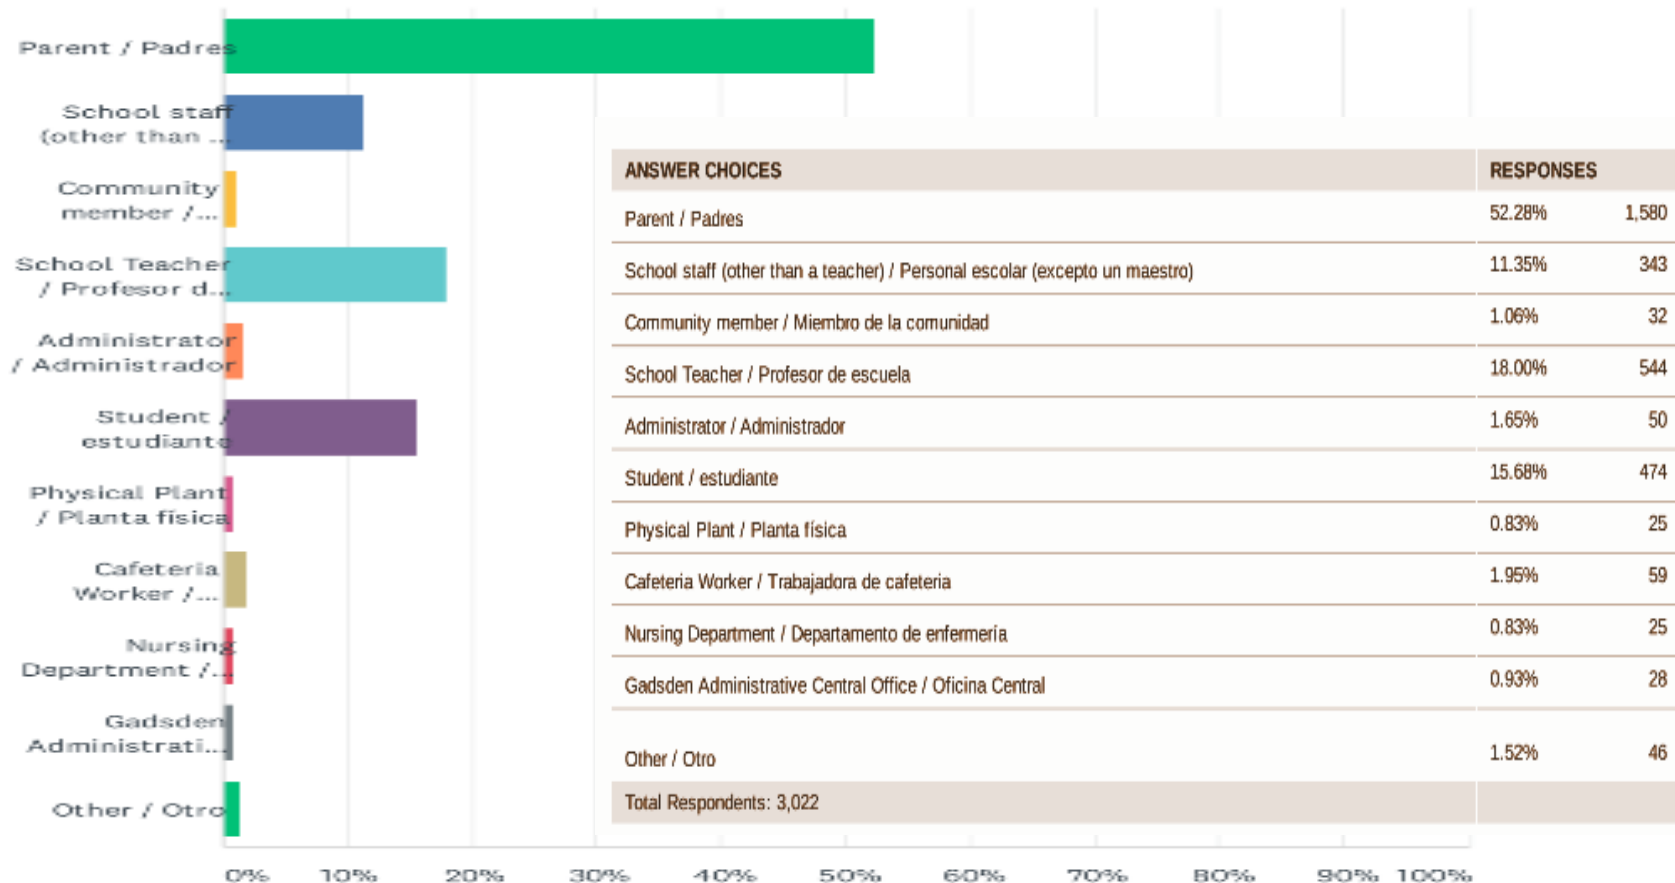 Parent / Padres
School staff
(other than ...
Community
member /...
School Teacher
/ Profesor d...
Administrator
/ Administrador
Student /
estudiante
Physical Plant
/ Planta física
Cafeteria
Worker /...
Nursing
Department /...
Gadsden
Administrati...
Other / Otro
0% 10% 20% 30% 40% 50% 60% 70% 80% 90% 100%
ANSWER CHOICES RESPONSES
Parent / Padres 52.28% 1,580
School staff (other than a teacher) / Personal escolar (excepto un maestro) 11.35% 343
Community member / Miembro de la comunidad 1.06% 32
School Teacher / Profesor de escuela 18.00% 544
Administrator / Administrador 1.65% 50
Student / estudiante 15.68% 474
Physical Plant / Planta física 0.83% 25
Cafeteria Worker / Trabajadora de cafeteria 1.95% 59
Nursing Department / Departamento de enfermería 0.83% 25
Gadsden Administrative Central Office / Oficina Central 0.93% 28
Other / Otro 1.52% 46
Total Respondents: 3,022